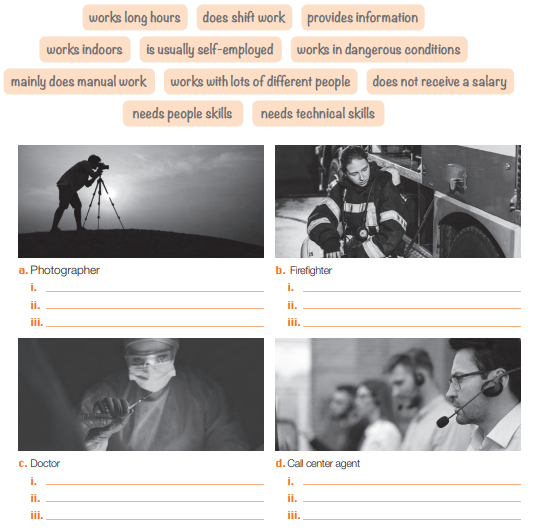 works long hours does shift work provides information
works indoors is usually self-employed works in dangerous conditions
mainly does manual work works with lots of different people does not receive a salary
needs people skills needs technical skills
a. Photographer
i.
ii.
iii.
b. Firefighter
i.
ii.
iii.
c. Doctor
i.
ii.
iii.
d. Call center agent
i.
ii.
iii.